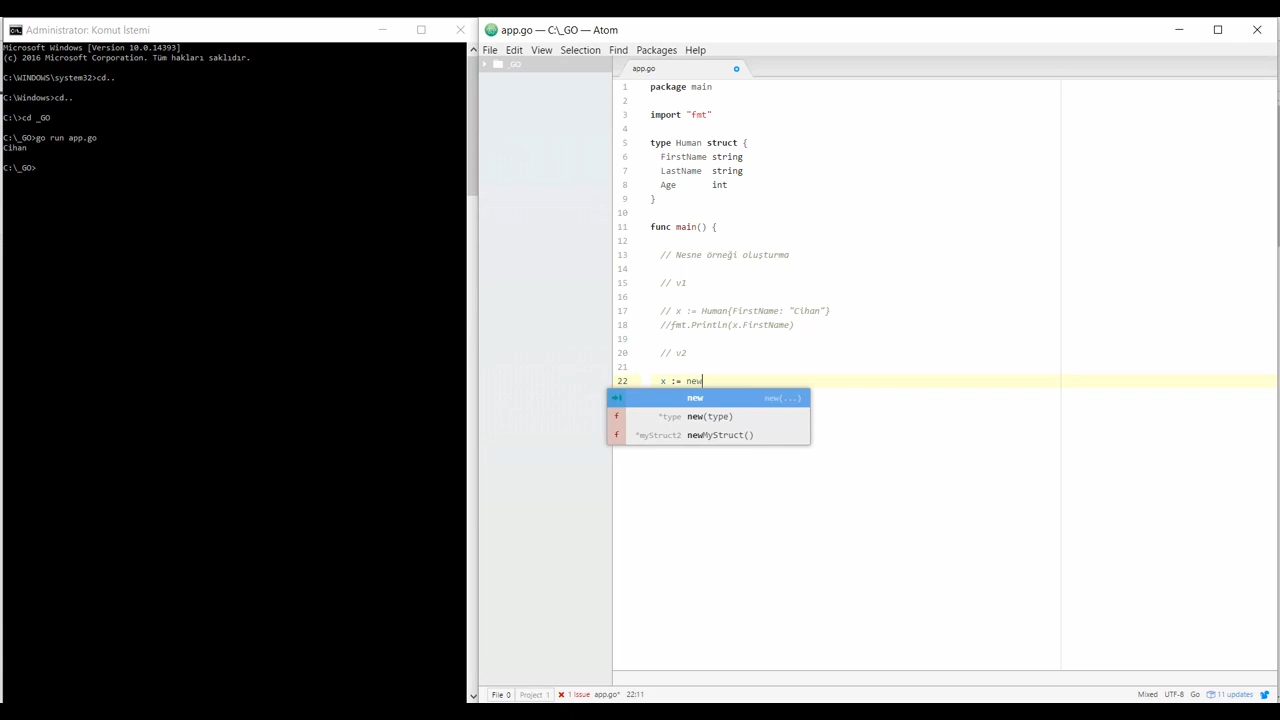 Administrator: Komut İstemi
Microsoft Windows [Version 10.0.14393]
(c) 2016 Microsoft Corporation. Tüm hakları saklıdır.
C:\WINDOWS\system32>cd..
C:\Windows>cd..
C:\>cd _GO
C:\_GO>go run app.go
Cihan
C:\_GO>
app.go — C:\_GO — Atom
File Edit View Selection Find Packages Help
_GO
app.go
1 package main
2
3 import "fmt"
4
5 type Human struct {
6 FirstName string
7 LastName string
8 Age int
9 }
10
11 func main() {
12
13 // Nesne örneği oluşturma
14
15 // v1
16
17 // x := Human{FirstName: "Cihan"}
18 //fmt.Println(x.FirstName)
19
20 // v2
21
22 x := new
new new{...}
f *type new(type)
f *myStruct2 newMyStruct()
File 0 Project 1 1 Issue app.go* 22:11 Mixed UTF-8 Go 11 updates